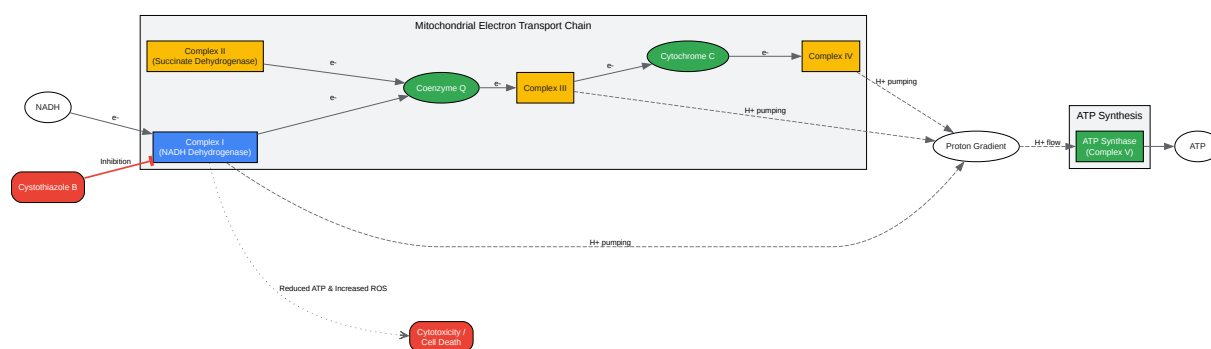 Mitochondrial Electron Transport Chain
Complex II
(Succinate Dehydrogenase)
e-
Cytochrome C
e-
Complex IV
e-
Coenzyme Q
e-
Complex III
H+ pumping
e-
H+ pumping
NADH
e-
Complex I
(NADH Dehydrogenase)
Inhibition
Cystothiazole B
Proton Gradient
H+ flow
ATP Synthesis
ATP Synthase
(Complex V)
ATP
H+ pumping
Reduced ATP & Increased ROS
Cytotoxicity /
Cell Death